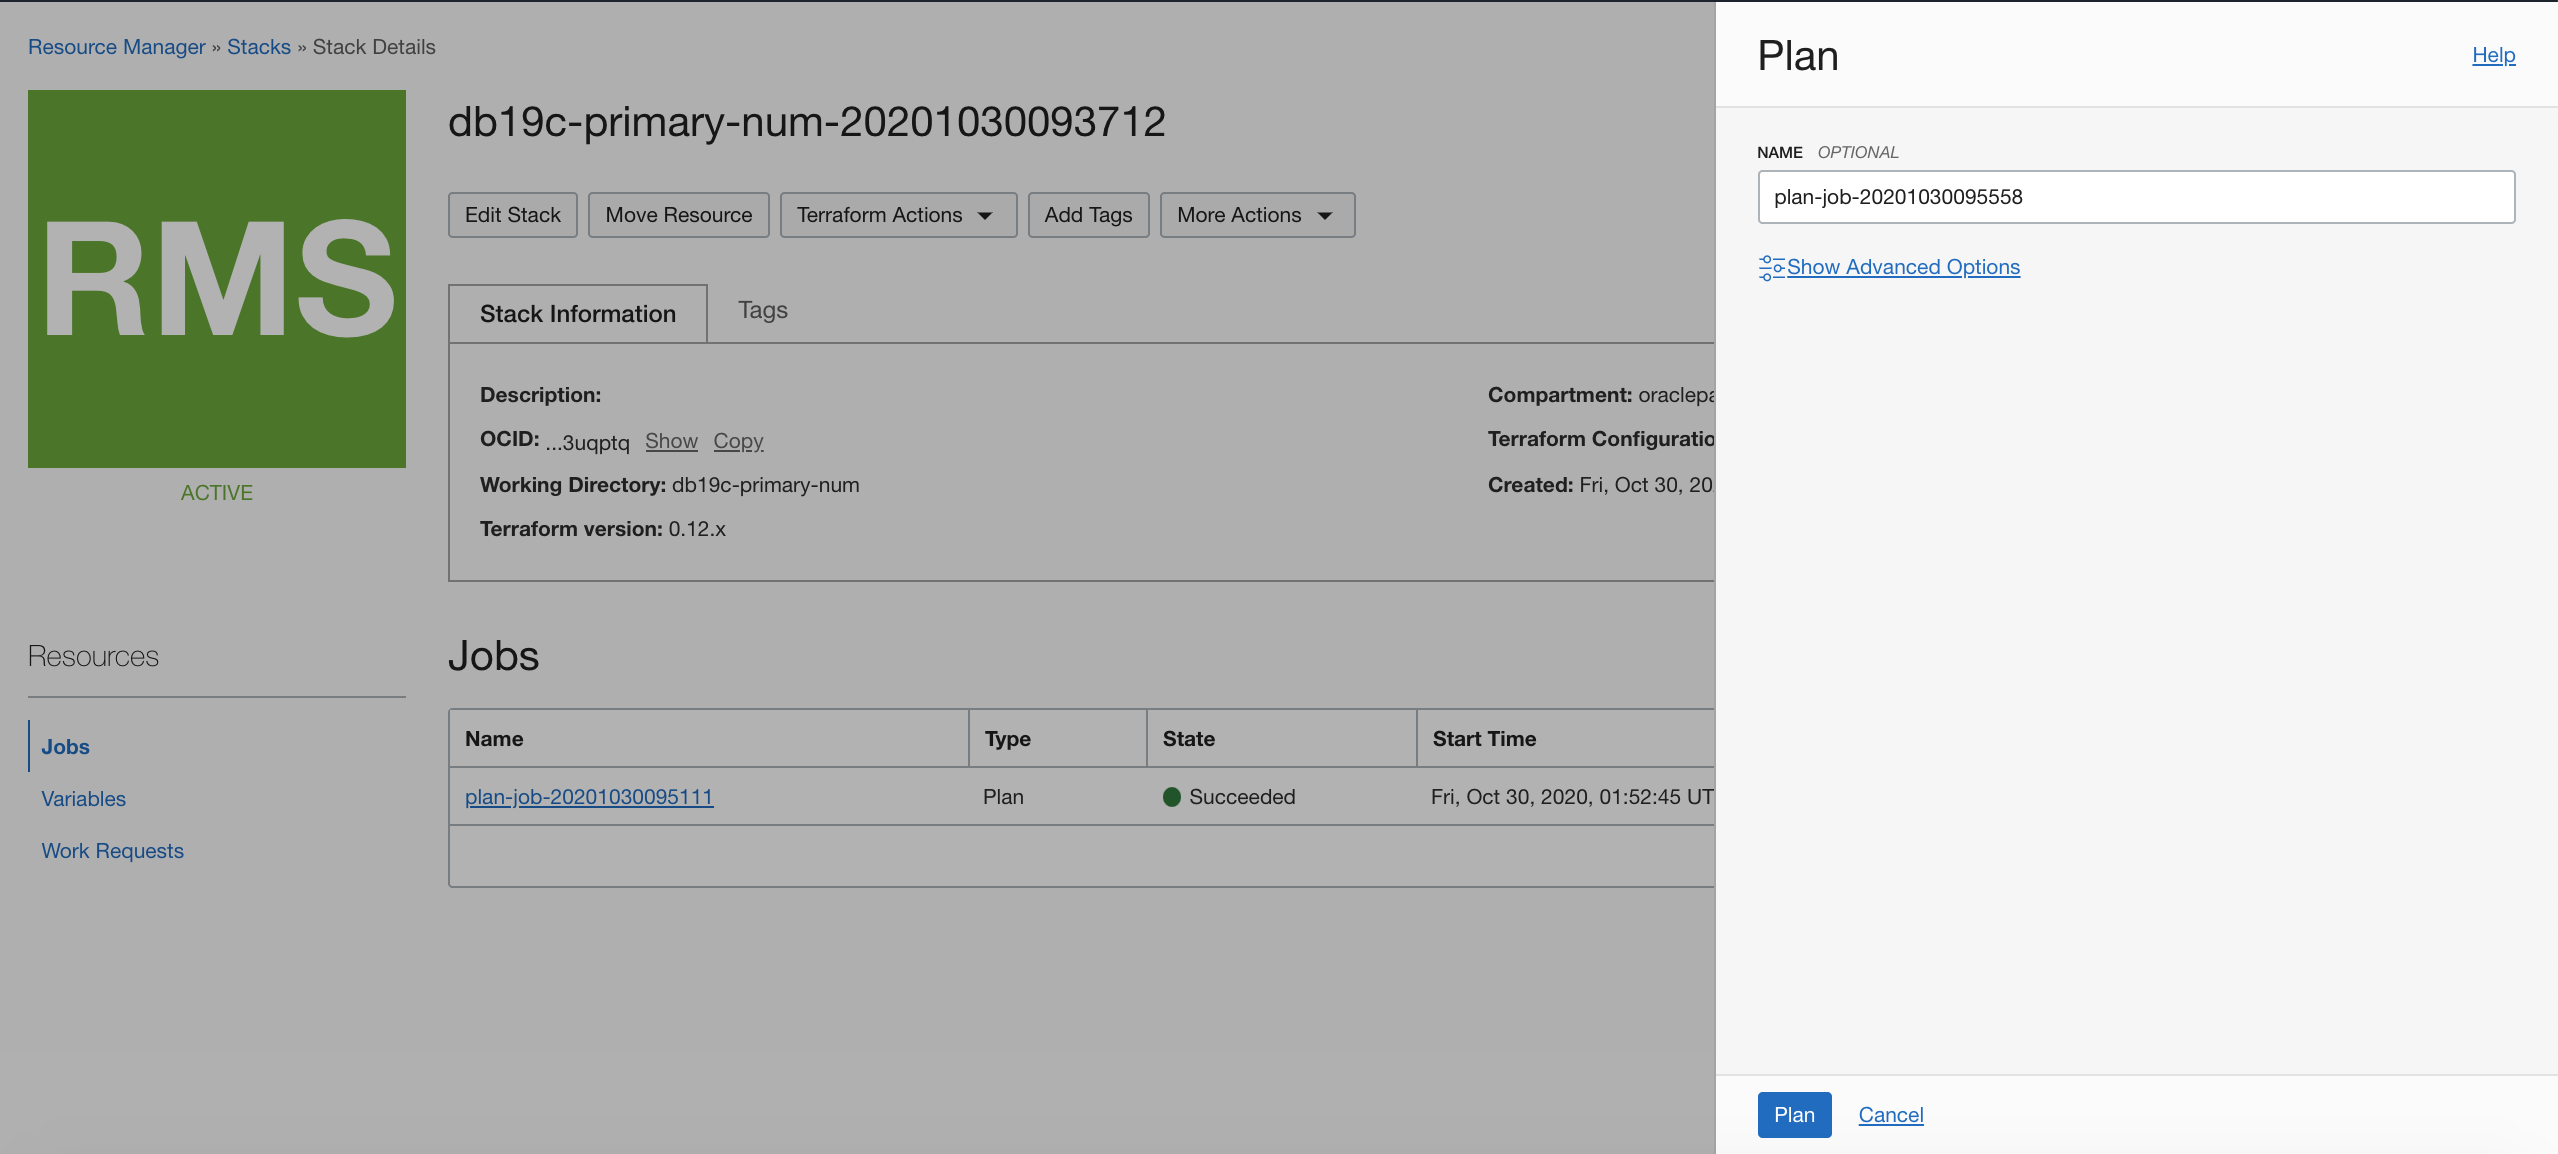 Resource Manager » Stacks » Stack Details
RMS
ACTIVE
db19c-primary-num-20201030093712
Edit Stack Move Resource Terraform Actions Add Tags More Actions
Stack Information Tags
Description:
OCID: ...3uqptq Show Copy
Working Directory: db19c-primary-num
Terraform version: 0.12.x
Compartment: oraclepa
Terraform Configuratio
Created: Fri, Oct 30, 20
Resources
Jobs
Variables
Work Requests
Jobs
Name Type State Start Time
plan-job-20201030095111 Plan Succeeded Fri, Oct 30, 2020, 01:52:45 UT
Plan
Help
NAME OPTIONAL
plan-job-20201030095558
Show Advanced Options
Plan Cancel